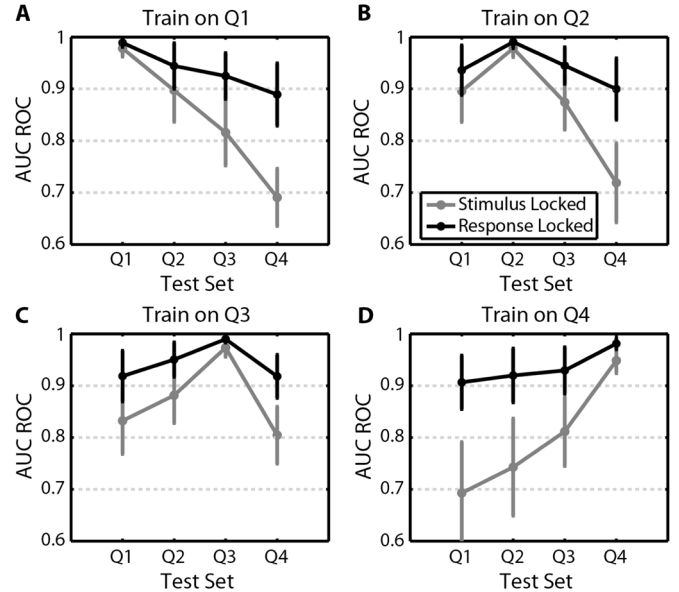 A
Train on Q1
1
0.9
0.8
0.7
0.6
AUC ROC
Q1 Q2 Q3 Q4
Test Set
B
Train on Q2
1
0.9
0.8
0.7
0.6
AUC ROC
Stimulus Locked
Response Locked
Q1 Q2 Q3 Q4
Test Set
C
Train on Q3
1
0.9
0.8
0.7
0.6
AUC ROC
Q1 Q2 Q3 Q4
Test Set
D
Train on Q4
1
0.9
0.8
0.7
0.6
AUC ROC
Q1 Q2 Q3 Q4
Test Set